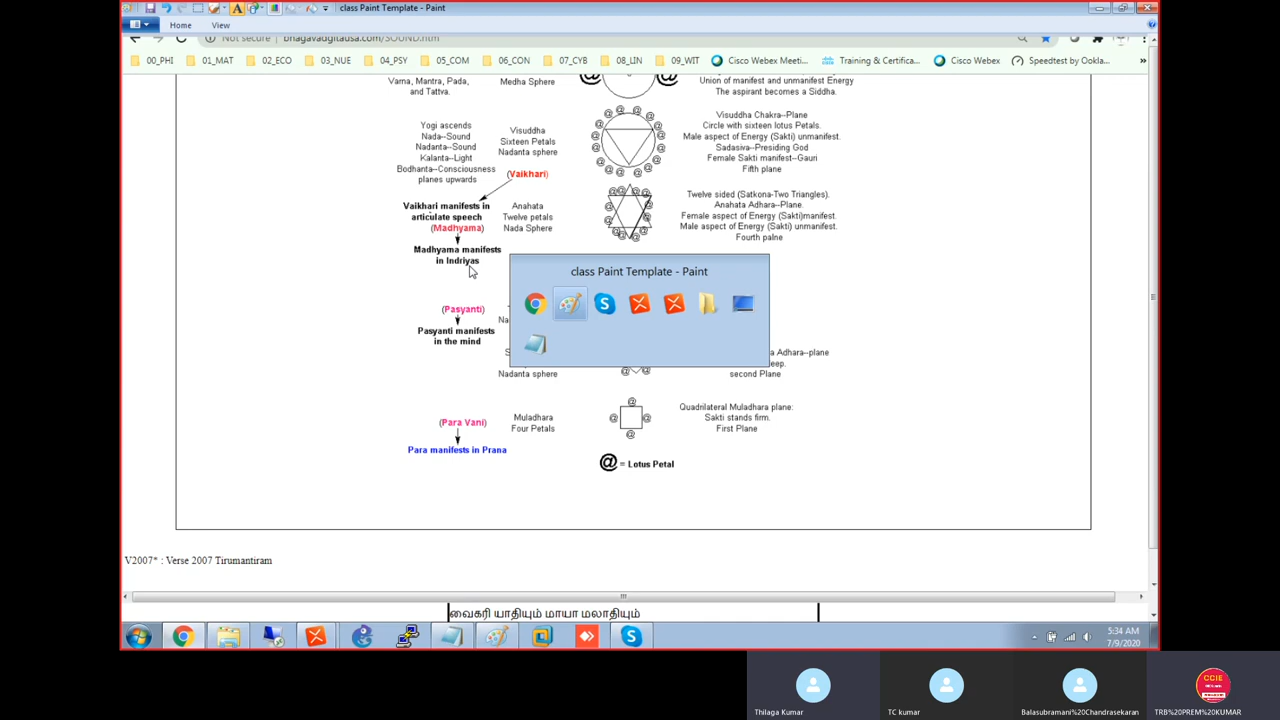 class Paint Template - Paint
Home
View
Not secure
bhagavadgitausa.com/SOUND.htm
00_PHI
01_MAT
02_ECO
03_NUE
04_PSY
05_COM
06_CON
07_CYB
08_LIN
09_WIT
Cisco Webex Meeti...
Training & Certifica...
Cisco Webex
Speedtest by Ookla...
»
Varna, Mantra, Pada,
and Tattva.
Medha Sphere
@ @
Union of manifest and unmanifest Energy
The aspirant becomes a Siddha.
Yogi ascends
Nada--Sound
Nadanta--Sound
Kalanta--Light
Bodhanta--Consciousness
planes upwards
Visuddha
Sixteen Petals
Nadanta sphere
(Vaikhari)
Visuddha Chakra--Plane
Circle with sixteen lotus Petals.
Male aspect of Energy (Sakti) unmanifest.
Sadasiva--Presiding God
Female Sakti manifest--Gauri
Fifth plane
Vaikhari manifests in
articulate speech
(Madhyama)
Madhyama manifests
in Indriyas
Anahata
Twelve petals
Nada Sphere
Twelve sided (Satkona-Two Triangles).
Anahata Adhara--Plane.
Female aspect of Energy (Sakti)manifest.
Male aspect of Energy (Sakti) unmanifest.
Fourth palne
class Paint Template - Paint
(Pasyanti)
Pasyanti manifests
in the mind
Nadanta sphere
a Adhara--plane
eep.
second Plane
(Para Vani)
Para manifests in Prana
Muladhara
Four Petals
@
@ @
@
Quadrilateral Muladhara plane:
Sakti stands firm.
First Plane
@ = Lotus Petal
V2007* : Verse 2007 Tirumantiram
வைகரி யாதியும் மாயா மலாதியும்
5:34 AM
7/9/2020
Thilaga Kumar
TC kumar
Balasubramani%20Chandrasekaran
CCIE
TRB%20PREM%20KUMAR